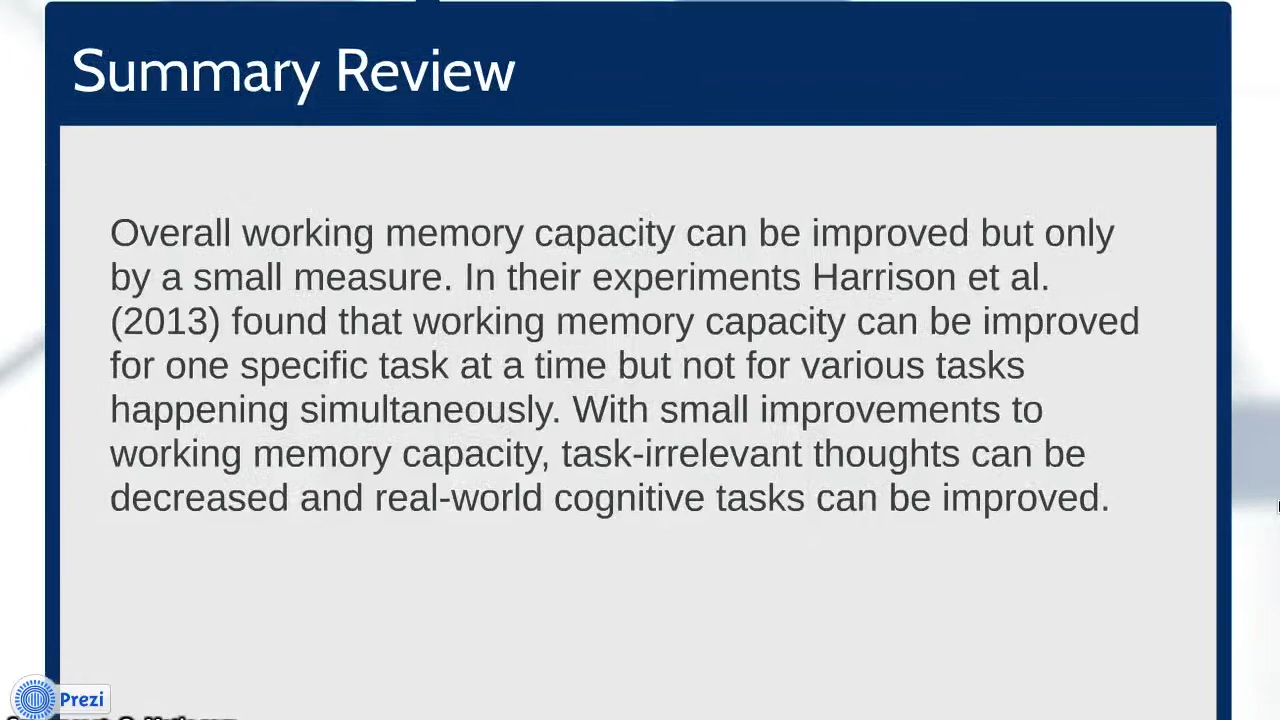 Summary Review
Overall working memory capacity can be improved but only
by a small measure. In their experiments Harrison et al.
(2013) found that working memory capacity can be improved
for one specific task at a time but not for various tasks
happening simultaneously. With small improvements to
working memory capacity, task-irrelevant thoughts can be
decreased and real-world cognitive tasks can be improved.
Prezi